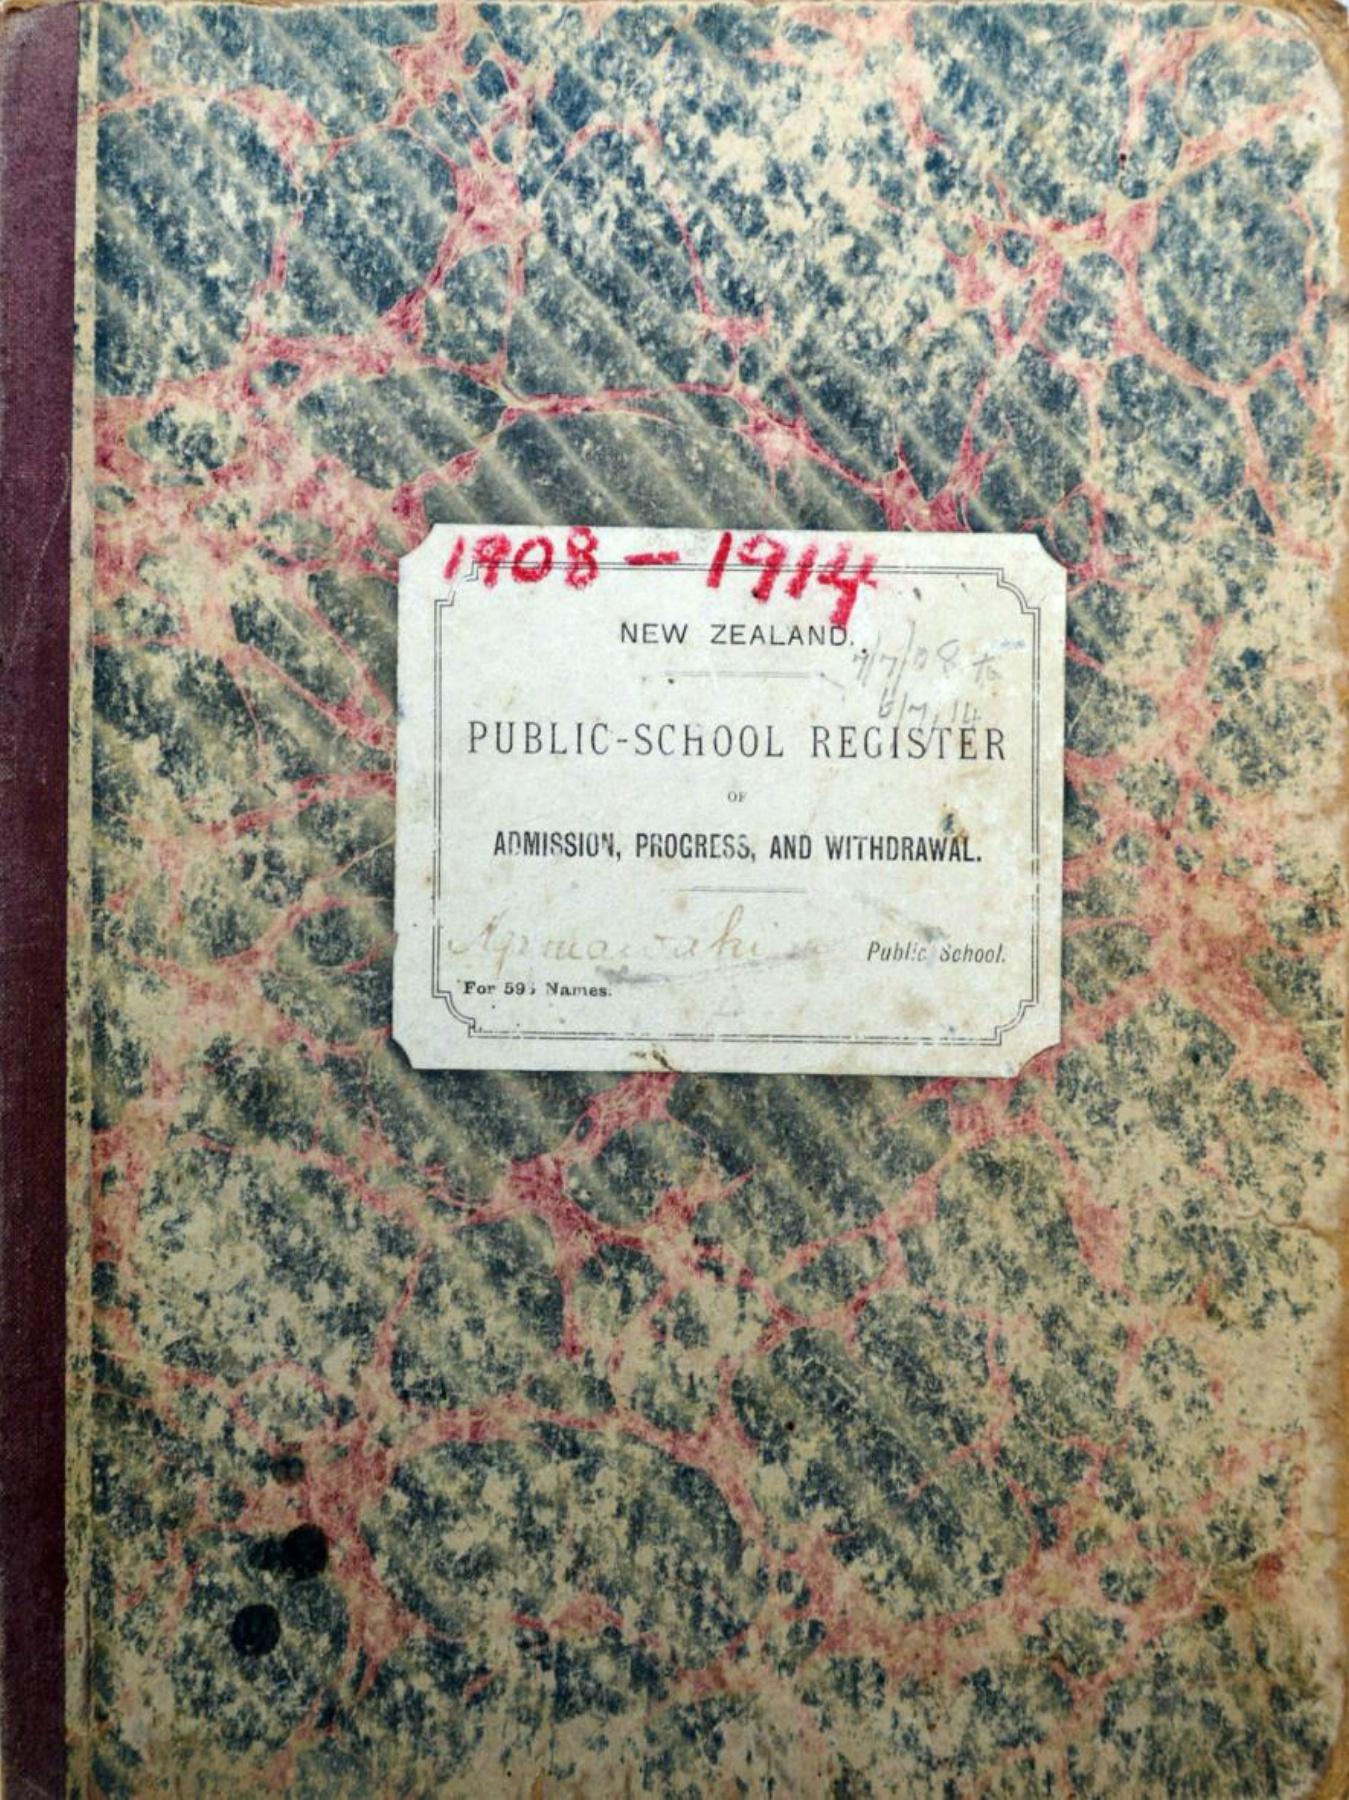 1908 - 1914
NEW ZEALAND.
7/7/08 to
6/7/14
PUBLIC-SCHOOL REGISTER
OF
ADMISSION, PROGRESS, AND WITHDRAWAL.
Public School.
For Names.